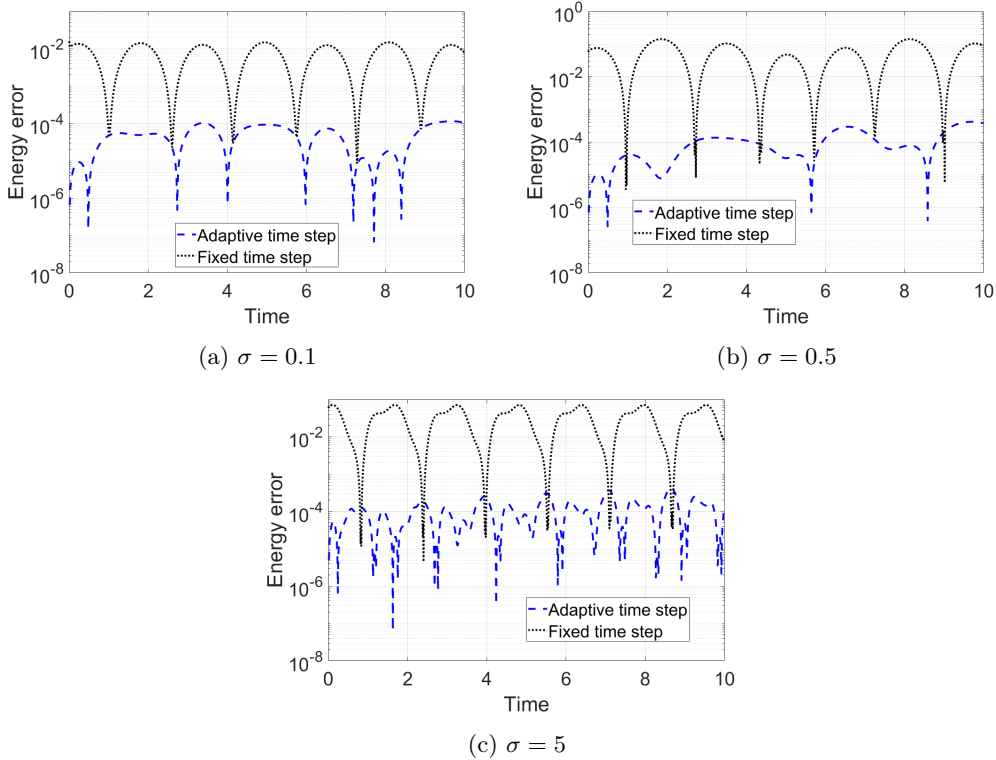 10⁰
10⁻²
10⁻⁴
10⁻⁶
10⁻⁸
Energy error
Adaptive time step
Fixed time step
0 2 4 6 8 10
Time
(a) σ = 0.1
10⁻²
10⁻⁴
10⁻⁶
10⁻⁸
Energy error
Adaptive time step
Fixed time step
0 2 4 6 8 10
Time
(b) σ = 0.5
10⁻²
10⁻⁴
10⁻⁶
10⁻⁸
Energy error
Adaptive time step
Fixed time step
0 2 4 6 8 10
Time
(c) σ = 5